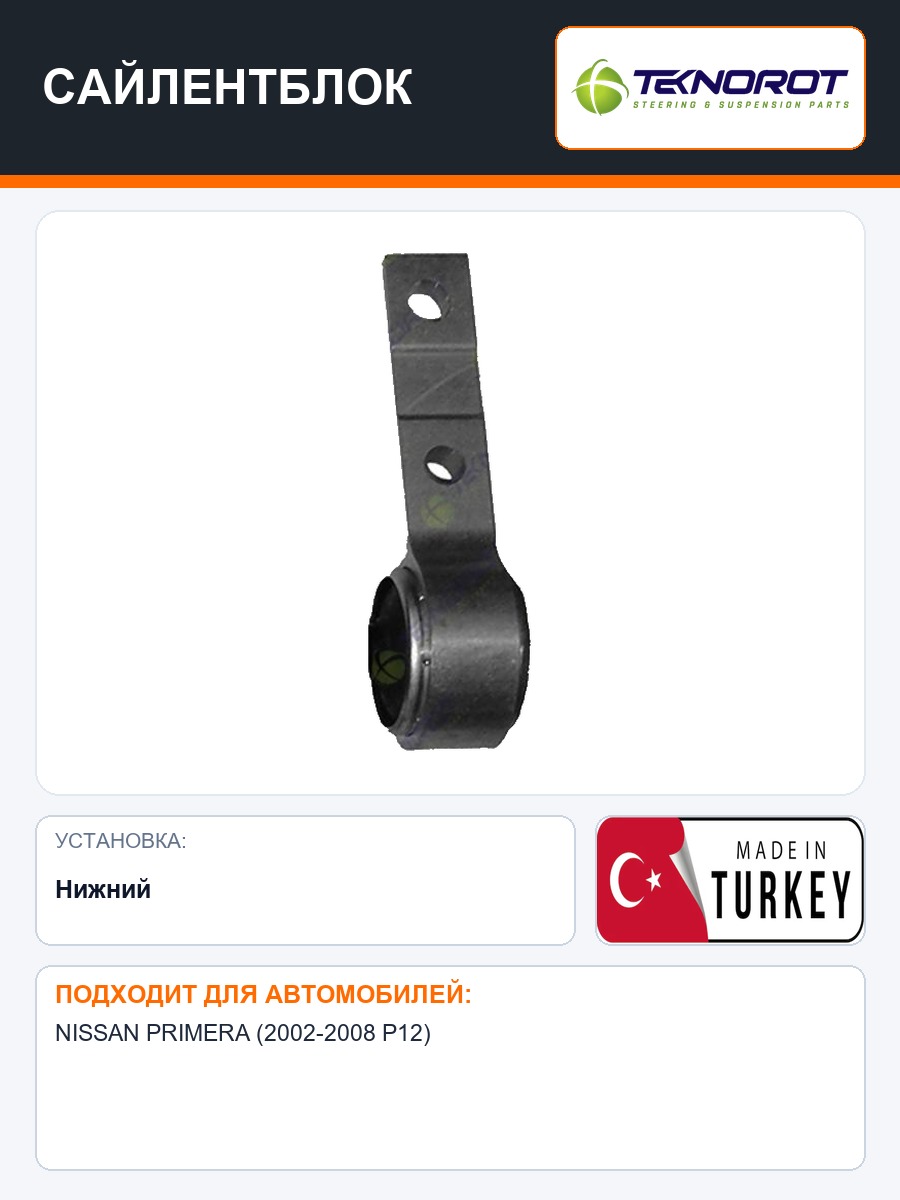 САЙЛЕНТБЛОК
TEKNOROT
STEERING & SUSPENSION PARTS
УСТАНОВКА:
Нижний
MADE IN
TURKEY
ПОДХОДИТ ДЛЯ АВТОМОБИЛЕЙ:
NISSAN PRIMERA (2002-2008 P12)